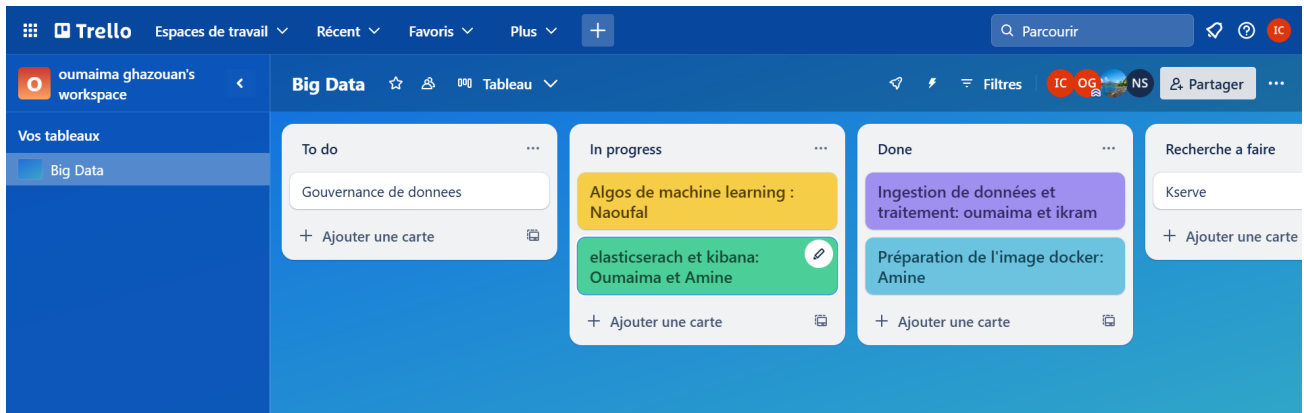 Trello Espaces de travail Récent Favoris Plus + Parcourir IC
O oumaima ghazouan's
workspace
Big Data Tableau Filtres IC OG NS Partager
Vos tableaux
Big Data
To do
Gouvernance de donnees
+ Ajouter une carte
In progress
Algos de machine learning :
Naoufal
elasticserach et kibana:
Oumaima et Amine
+ Ajouter une carte
Done
Ingestion de données et
traitement: oumaima et ikram
Préparation de l'image docker:
Amine
+ Ajouter une carte
Recherche a faire
Kserve
+ Ajouter une carte